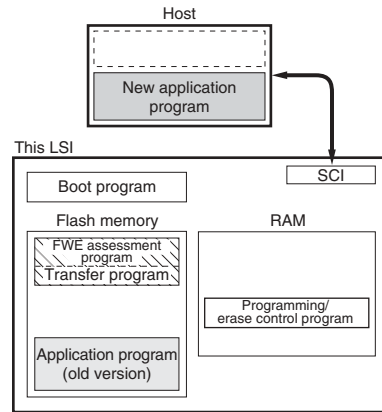 Host
New application
program
This LSI
SCI
Boot program
Flash memory
RAM
FWE assessment
program
Transfer program
Programming/
erase control program
Application program
(old version)